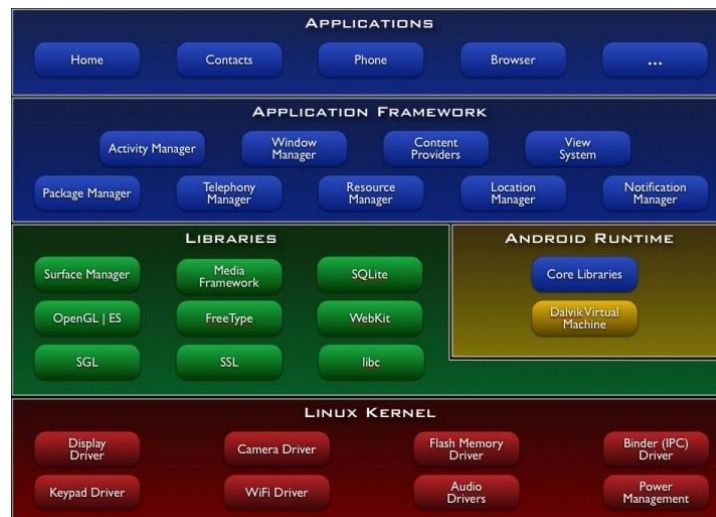 APPLICATIONS
Home Contacts Phone Browser ...
APPLICATION FRAMEWORK
Activity Manager Window Manager Content Providers View System
Package Manager Telephony Manager Resource Manager Location Manager Notification Manager
LIBRARIES
Surface Manager Media Framework SQLite
OpenGL | ES FreeType WebKit
SGL SSL libc
ANDROID RUNTIME
Core Libraries
Dalvik Virtual Machine
LINUX KERNEL
Display Driver Camera Driver Flash Memory Driver Binder (IPC) Driver
Keypad Driver WiFi Driver Audio Drivers Power Management